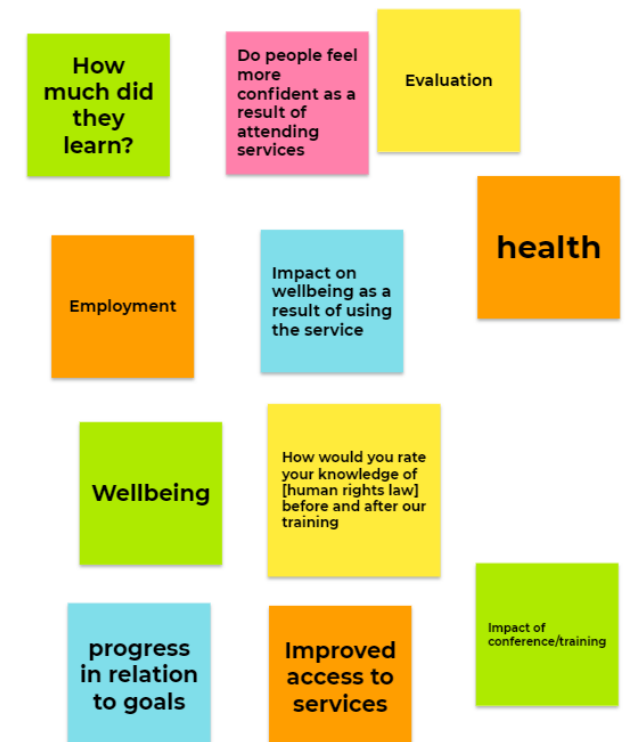 How
much did
they
learn?
Do people feel
more
confident as a
result of
attending
services
Evaluation
health
Employment
Impact on
wellbeing as a
result of using
the service
Wellbeing
How would you rate
your knowledge of
[human rights law]
before and after our
training
Impact of
conference/training
progress
in relation
to goals
Improved
access to
services